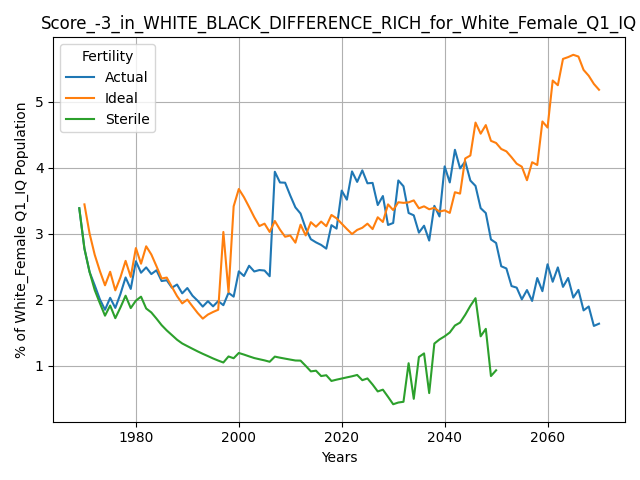 Score_-3_in_WHITE_BLACK_DIFFERENCE_RICH_for_White_Female_Q1_IQ
Fertility
Actual
Ideal
Sterile
% of White_Female Q1_IQ Population
5
4
3
2
1
1980 2000 2020 2040 2060
Years